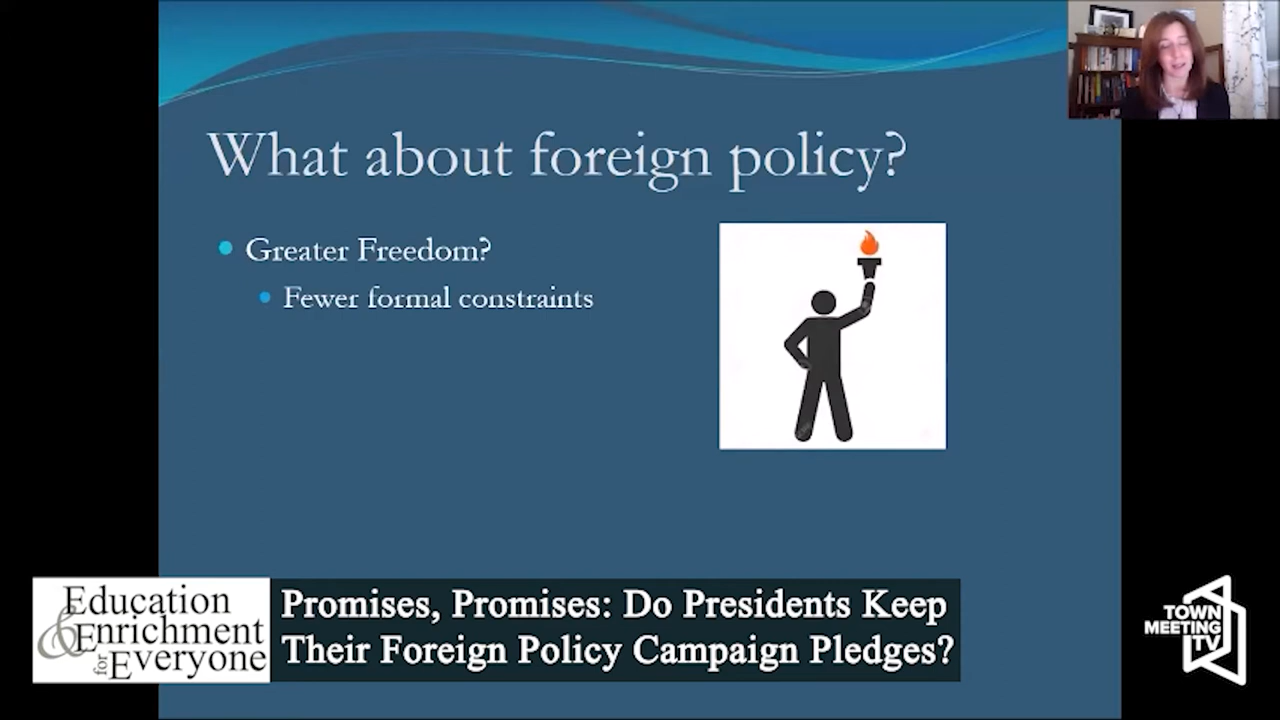 What about foreign policy?
Greater Freedom?
Fewer formal constraints
Education
& Enrichment
for Everyone
Promises, Promises: Do Presidents Keep
Their Foreign Policy Campaign Pledges?
TOWN
MEETING
TV